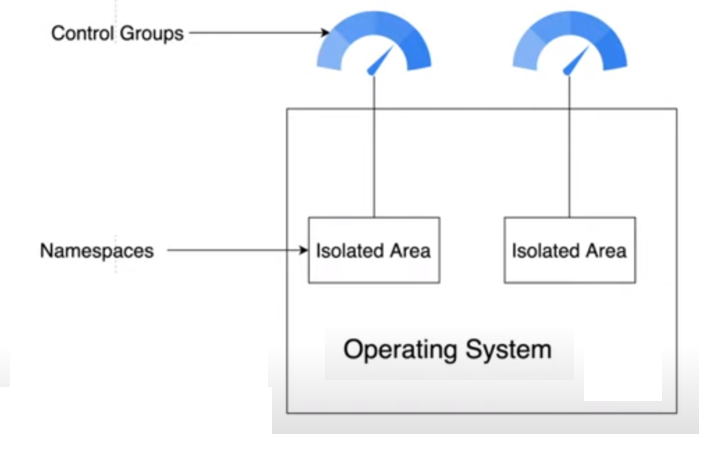 Control Groups
Namespaces
Isolated Area
Isolated Area
Operating System